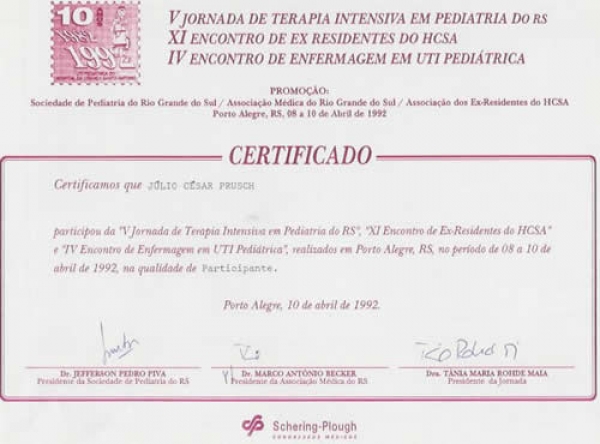 10
1982
1992
V JORNADA DE TERAPIA INTENSIVA EM PEDIATRIA DO RS
XI ENCONTRO DE EX RESIDENTES DO HCSA
IV ENCONTRO DE ENFERMAGEM EM UTI PEDIÁTRICA
PROMOÇÃO:
Sociedade de Pediatria do Rio Grande do Sul / Associação Médica do Rio Grande do Sul / Associação dos Ex-Residentes do HCSA
Porto Alegre, RS, 08 a 10 de Abril de 1992
CERTIFICADO
Certificamos que JÚLIO CÉSAR PRUSCH
participou da "V Jornada de Terapia Intensiva em Pediatria do RS", "XI Encontro de Ex-Residentes do HCSA"
e "IV Encontro de Enfermagem em UTI Pediátrica", realizados em Porto Alegre, RS, no período de 08 a 10 de
abril de 1992, na qualidade de Participante.
Porto Alegre, 10 de abril de 1992.
Dr. JEFFERSON PEDRO PIVA
Presidente da Sociedade de Pediatria do RS
P/ Dr. MARCO ANTÔNIO BECKER
Presidente da Associação Médica do RS
Dra. TÂNIA MARIA ROHDE MAIA
Presidente da Jornada
Schering-Plough
CONGRESSOS MÉDICOS